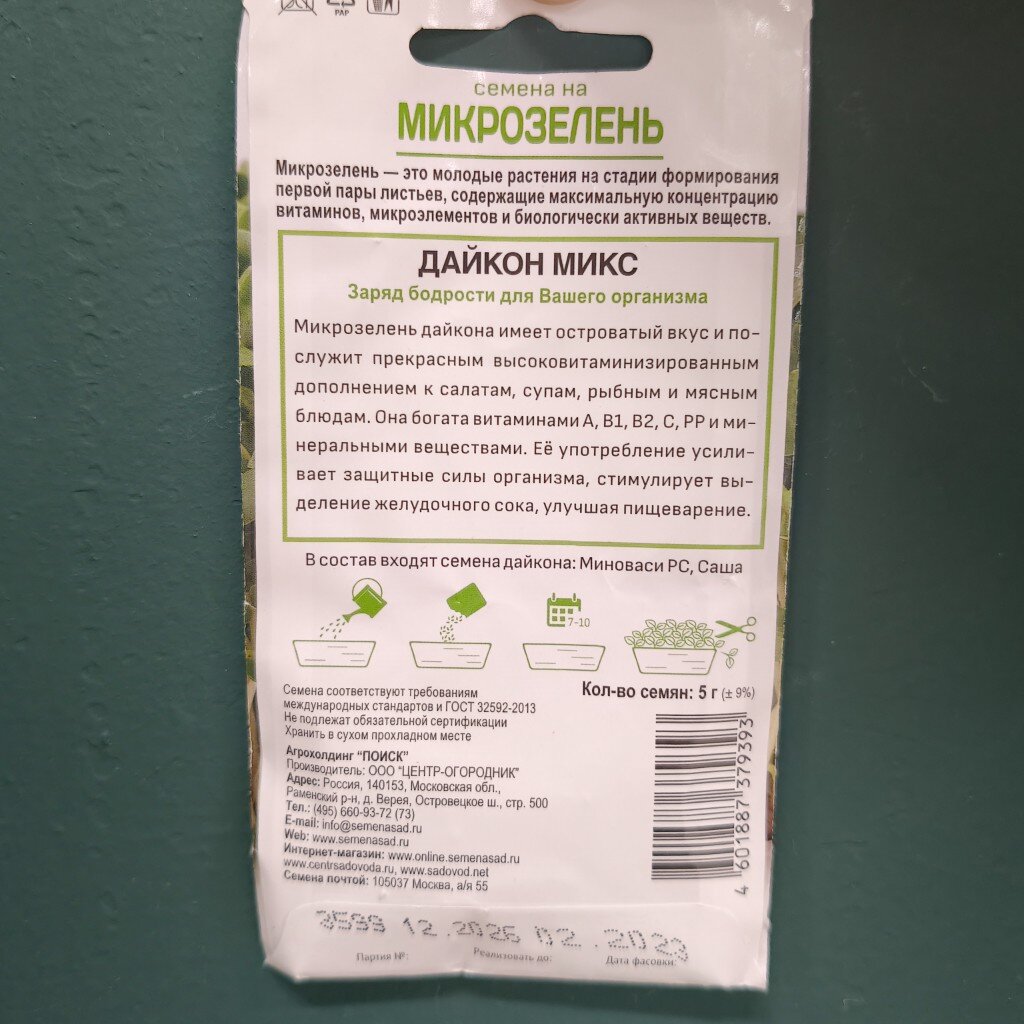 PAP
семена на
МИКРОЗЕЛЕНЬ
Микрозелень — это молодые растения на стадии формирования
первой пары листьев, содержащие максимальную концентрацию
витаминов, микроэлементов и биологически активных веществ.
ДАЙКОН МИКС
Заряд бодрости для Вашего организма
Микрозелень дайкона имеет островатый вкус и по-
служит прекрасным высоковитаминизированным
дополнением к салатам, супам, рыбным и мясным
блюдам. Она богата витаминами А, В1, В2, С, РР и ми-
неральными веществами. Её употребление усили-
вает защитные силы организма, стимулирует вы-
деление желудочного сока, улучшая пищеварение.
В состав входят семена дайкона: Миноваси РС, Саша
7-10
Кол-во семян: 5 г (± 9%)
Семена соответствуют требованиям
международных стандартов и ГОСТ 32592-2013
Не подлежат обязательной сертификации
Хранить в сухом прохладном месте
Агрохолдинг "ПОИСК"
Производитель: ООО "ЦЕНТР-ОГОРОДНИК"
Адрес: Россия, 140153, Московская обл.,
Раменский р-н, д. Верея, Островецкое ш., стр. 500
Тел.: (495) 660-93-72 (73)
E-mail: info@semenasad.ru
Web: www.semenasad.ru
Интернет-магазин: www.online.semenasad.ru
www.centrsadovoda.ru, www.sadovod.net
Семена почтой: 105037 Москва, а/я 55
4 601887 379393
3599 12.2026 02.2023
Партия №: Реализовать до: Дата фасовки: